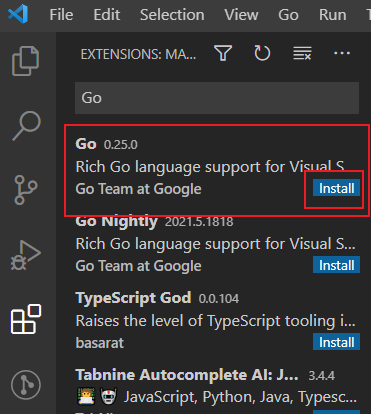 File Edit Selection View Go Run
EXTENSIONS: MA...
Go
Go 0.25.0
Rich Go language support for Visual S...
Go Team at Google Install
Go Nightly 2021.5.1818
Rich Go language support for Visual S...
Go Team at Google Install
TypeScript God 0.0.104
Raises the level of TypeScript tooling i...
basarat Install
Tabnine Autocomplete AI: J... 3.4.4
JavaScript, Python, Java, Typesc...